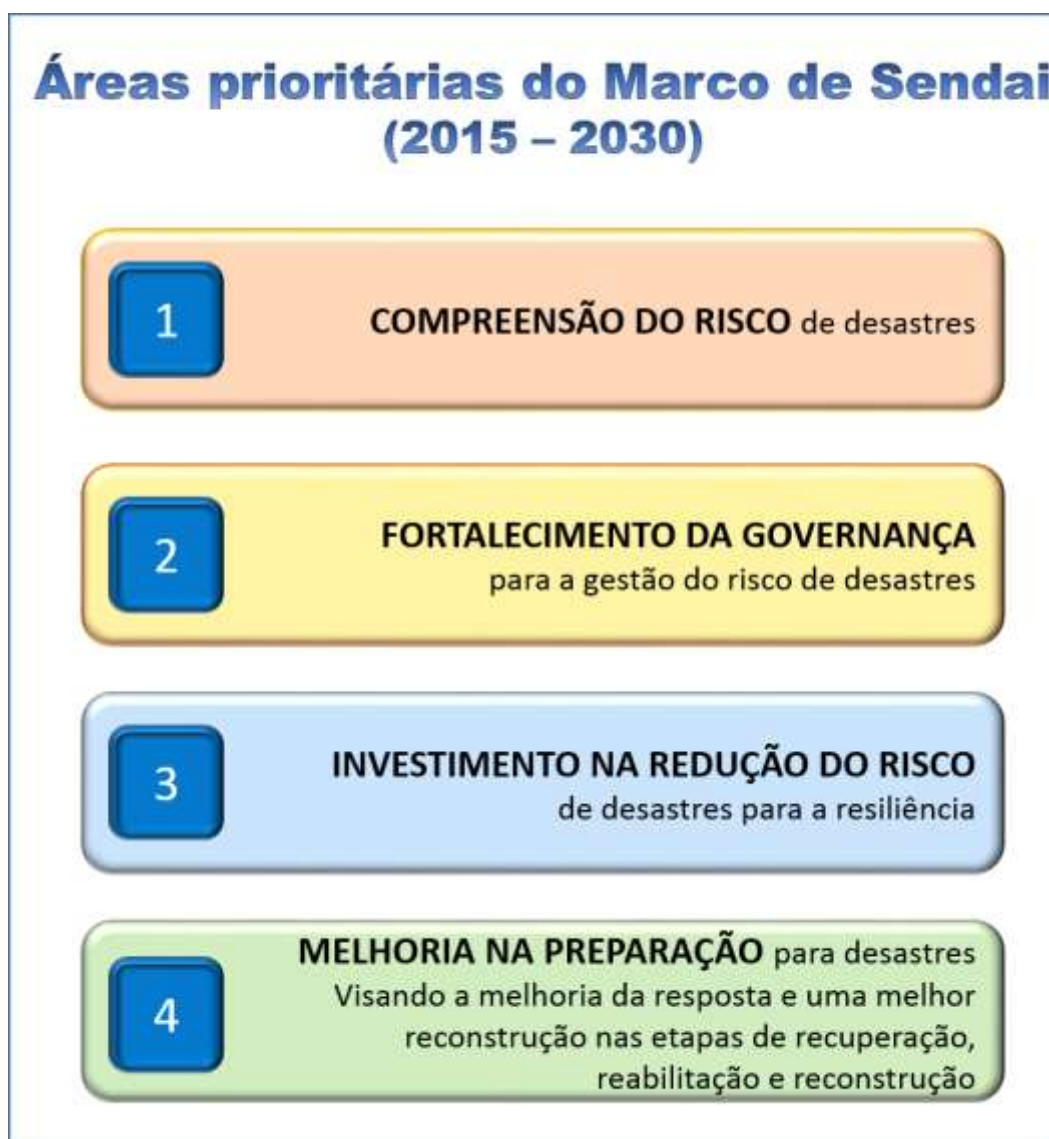 Áreas prioritárias do Marco de Sendai
(2015 – 2030)
1
COMPREENSÃO DO RISCO de desastres
2
FORTALECIMENTO DA GOVERNANÇA
para a gestão do risco de desastres
3
INVESTIMENTO NA REDUÇÃO DO RISCO
de desastres para a resiliência
4
MELHORIA NA PREPARAÇÃO para desastres
Visando a melhoria da resposta e uma melhor
reconstrução nas etapas de recuperação,
reabilitação e reconstrução